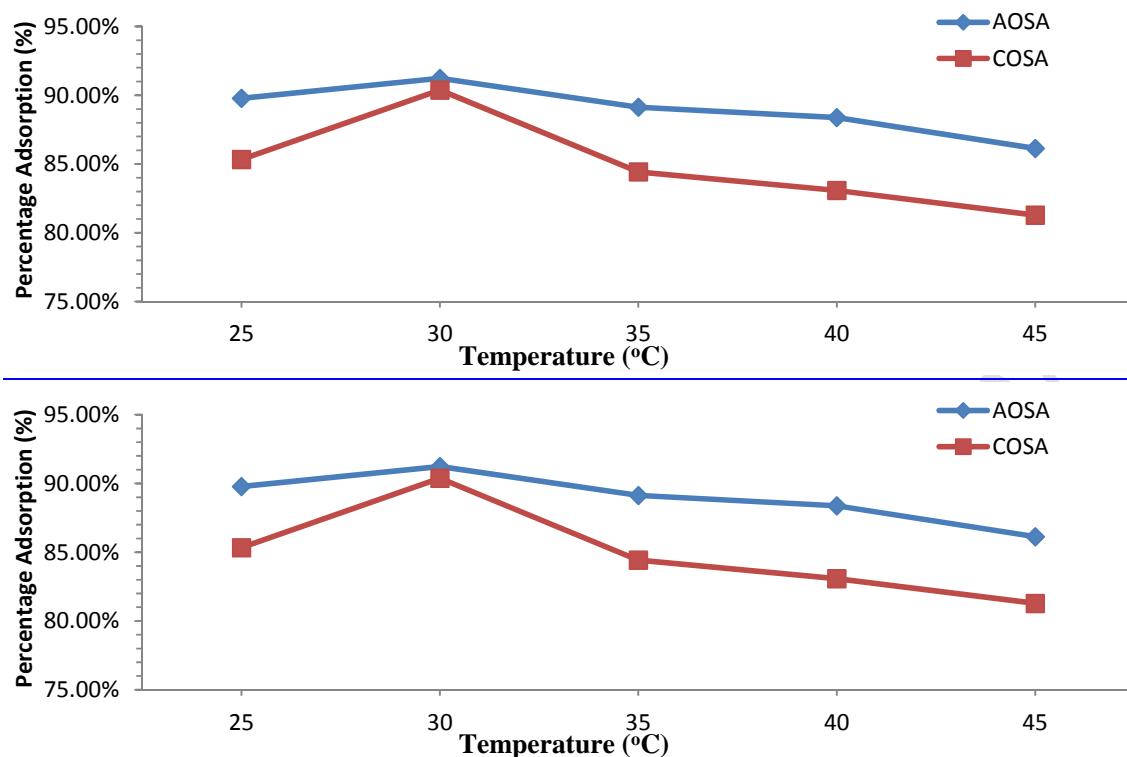 95.00%
AOSA
COSA
90.00%
85.00%
80.00%
75.00%
Percentage Adsorption (%)
25 30 35 40 45
Temperature (°C)
95.00%
AOSA
COSA
90.00%
85.00%
80.00%
75.00%
Percentage Adsorption (%)
25 30 35 40 45
Temperature (°C)